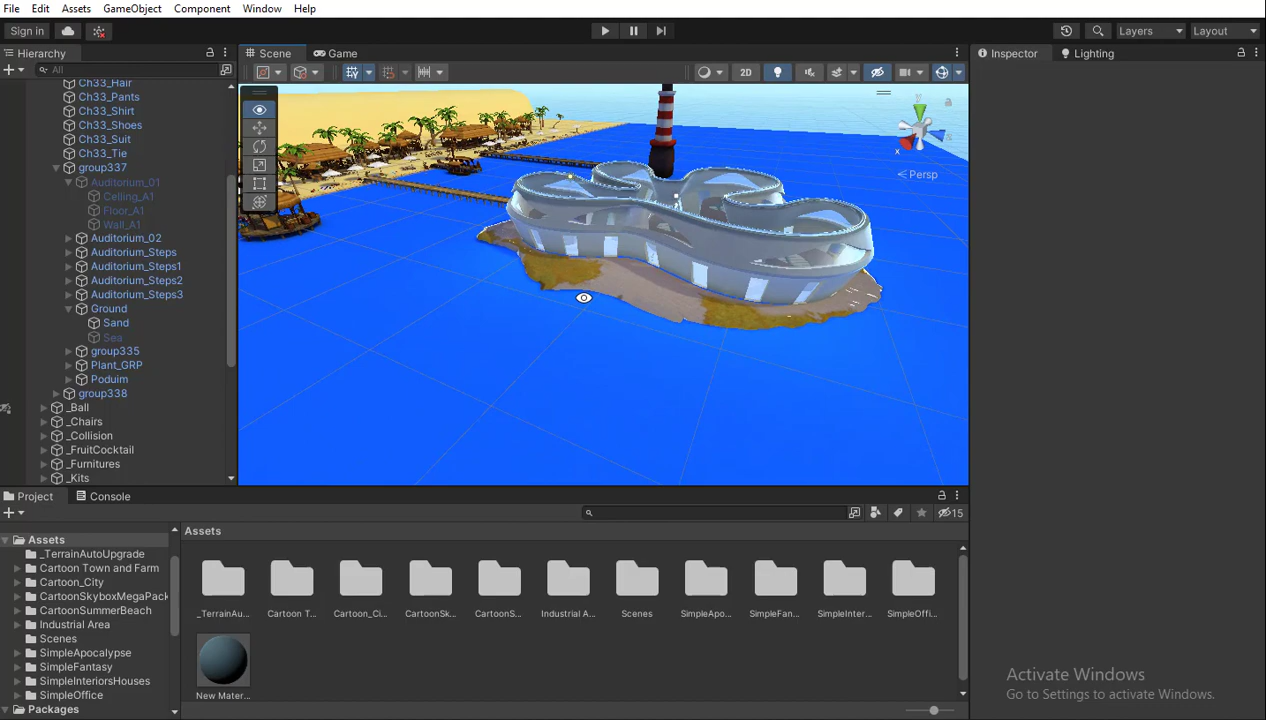 File Edit Assets GameObject Component Window Help
Sign in Layers Layout
Hierarchy Scene Game Inspector Lighting
All
2D
Ch33_Hair
Ch33_Pants
Ch33_Shirt
Ch33_Shoes
Ch33_Suit
Ch33_Tie
group337
Auditorium_01
Celling_A1
Floor_A1
Wall_A1
Auditorium_02
Auditorium_Steps
Auditorium_Steps1
Auditorium_Steps2
Auditorium_Steps3
Ground
Sand
Sea
group335
Plant_GRP
Poduim
group338
_Ball
_Chairs
_Collision
_FruitCocktail
_Furnitures
_Kits
y
x
Persp
Project Console
15
Assets
_TerrainAutoUpgrade
Cartoon Town and Farm
Cartoon_City
CartoonSkyboxMegaPack
CartoonSummerBeach
Industrial Area
Scenes
SimpleApocalypse
SimpleFantasy
SimpleInteriorsHouses
SimpleOffice
Packages
Assets
_TerrainAu... Cartoon T... Cartoon_Ci... CartoonSk... CartoonS... Industrial A... Scenes SimpleApo... SimpleFan... SimpleInter... SimpleOffi...
New Mater...
Activate Windows
Go to Settings to activate Windows.